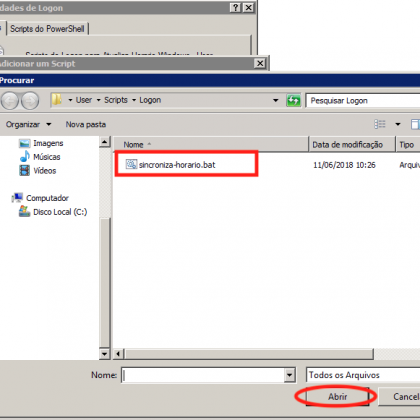 dades de Logon
Scripts do PowerShell
Adicionar um Script
Procurar
User Scripts Logon
Pesquisar Logon
Organizar
Nova pasta
Imagens
Músicas
Vídeos
Computador
Disco Local (C:)
Nome
Data de modificação
Tipo
sincroniza-horario.bat
11/06/2018 10:26
Arquiv
Nome:
Todos os Arquivos
Abrir
Cancel